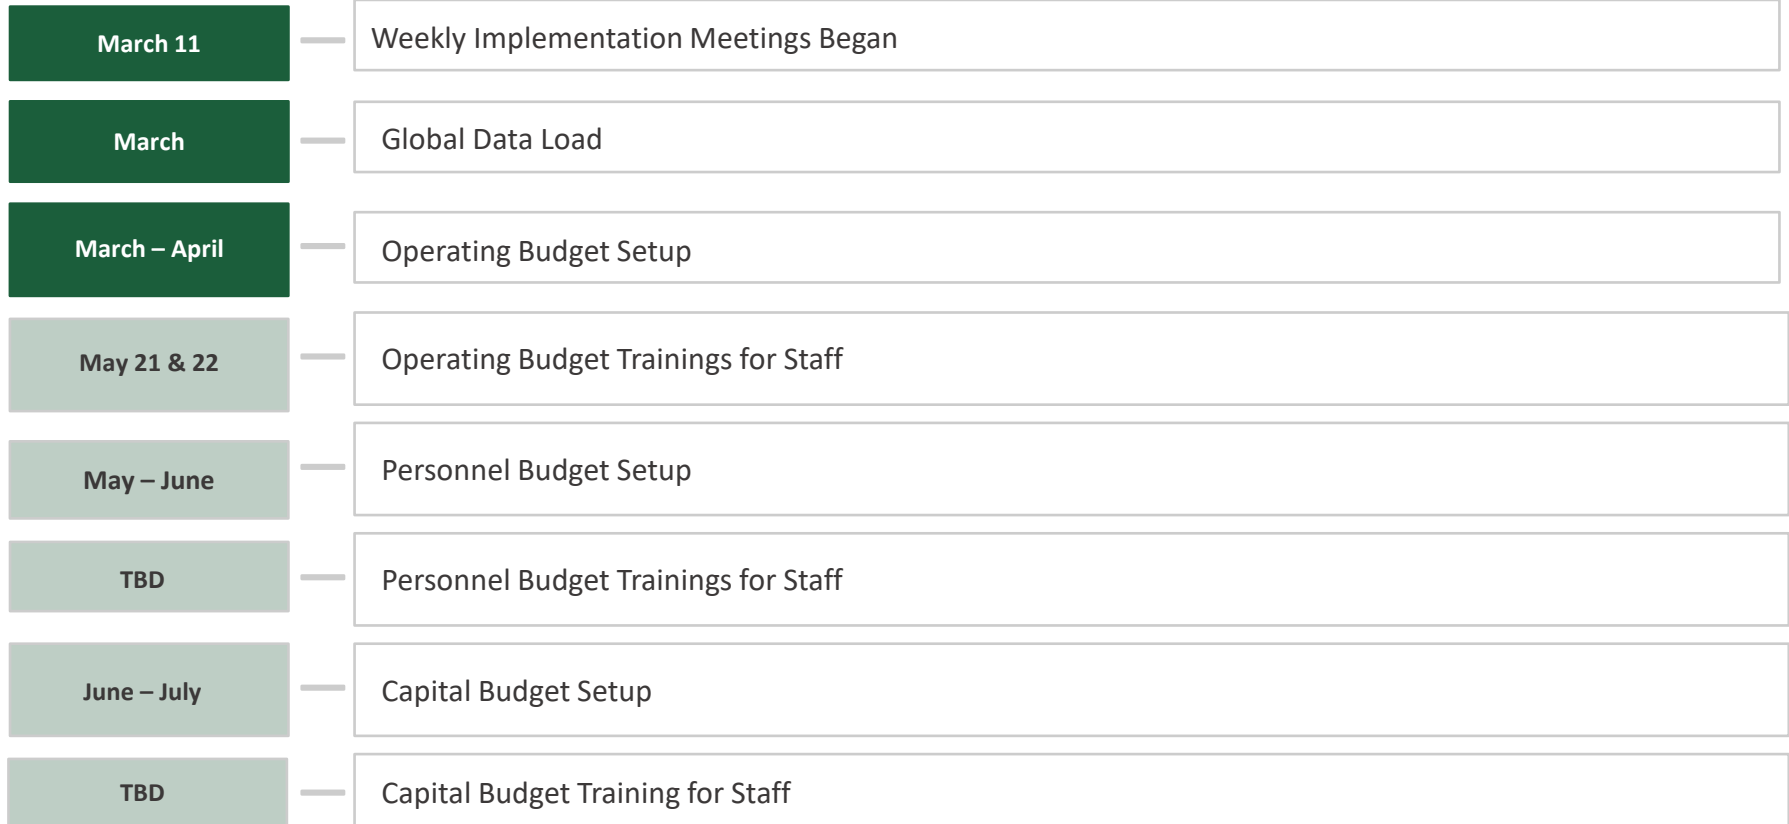 March 11
Weekly Implementation Meetings Began
March
Global Data Load
March – April
Operating Budget Setup
May 21 & 22
Operating Budget Trainings for Staff
May – June
Personnel Budget Setup
TBD
Personnel Budget Trainings for Staff
June – July
Capital Budget Setup
TBD
Capital Budget Training for Staff